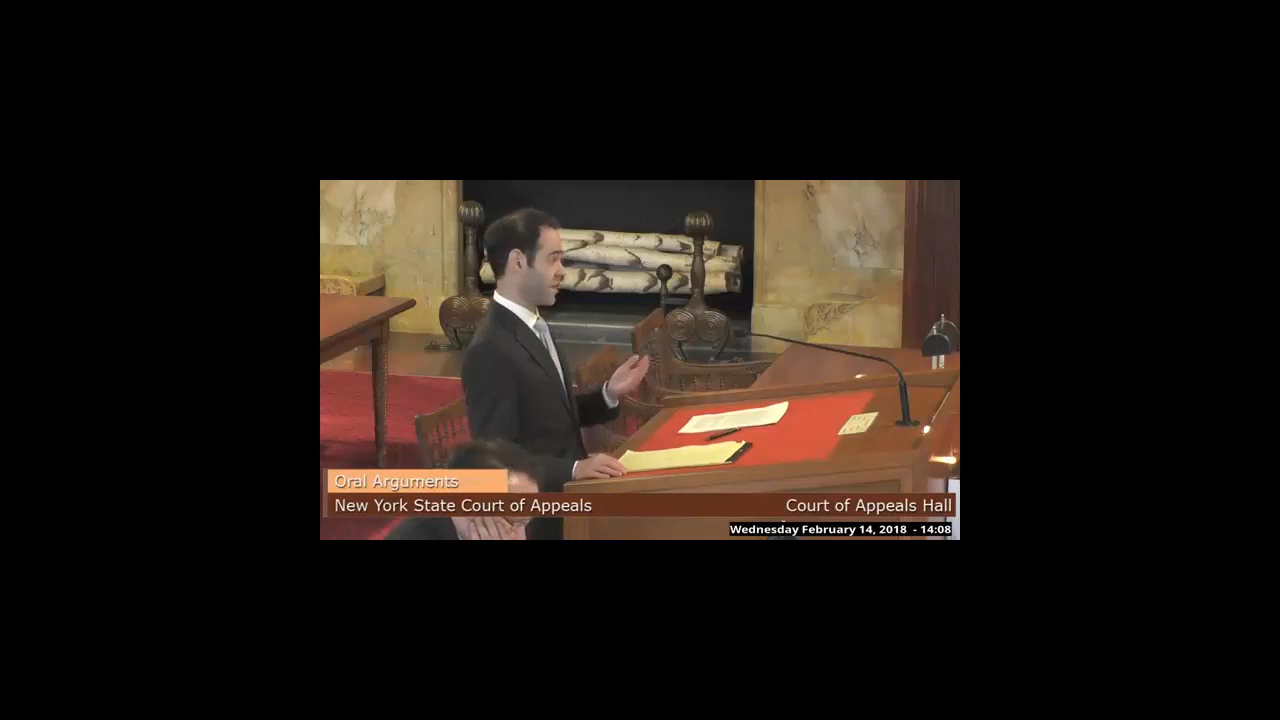 Oral Arguments
New York State Court of Appeals Court of Appeals Hall
Wednesday February 14, 2018 - 14:08